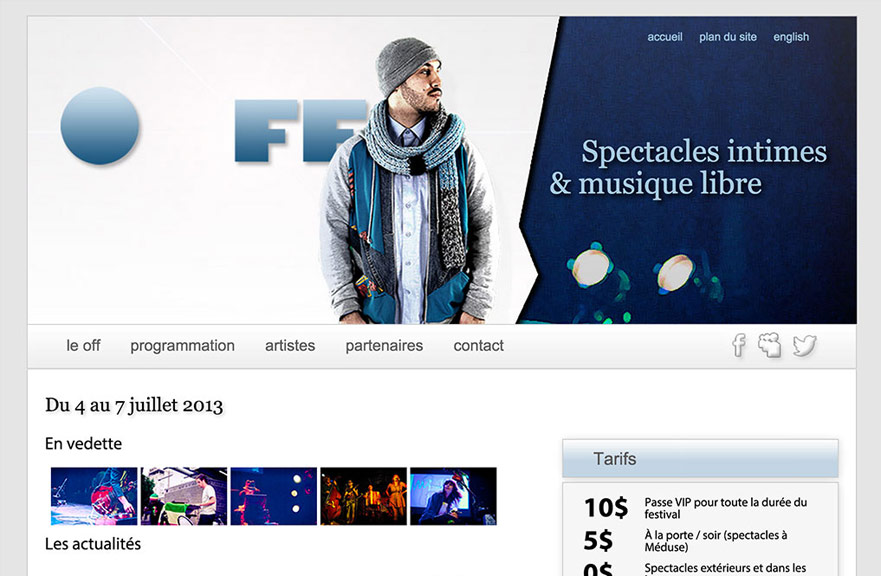 accueil plan du site english
FF
Spectacles intimes
& musique libre
le off programmation artistes partenaires contact
Du 4 au 7 juillet 2013
En vedette
Tarifs
10$ Passe VIP pour toute la durée du
festival
5$ À la porte / soir (spectacles à
Méduse)
0$ Spectacles extérieurs et dans les
Les actualités